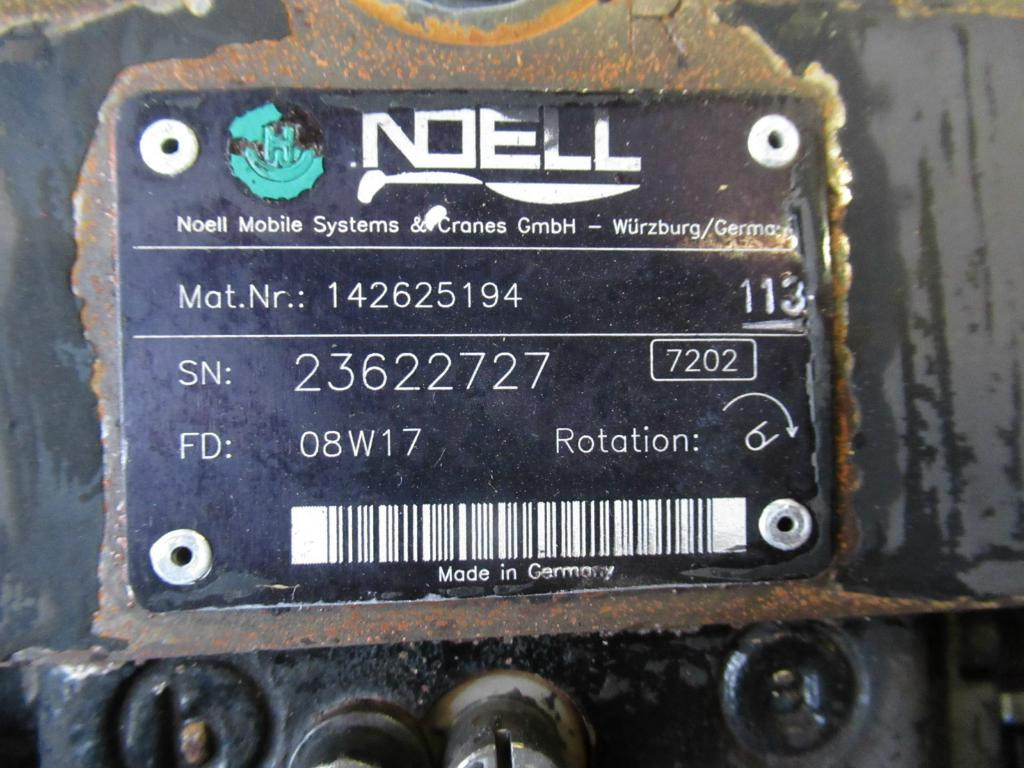 H
NOELL
Noell Mobile Systems & Cranes GmbH – Würzburg/Germany
Mat.Nr.: 142625194 113
SN: 23622727 7202
FD: 08W17 Rotation:
Made in Germany